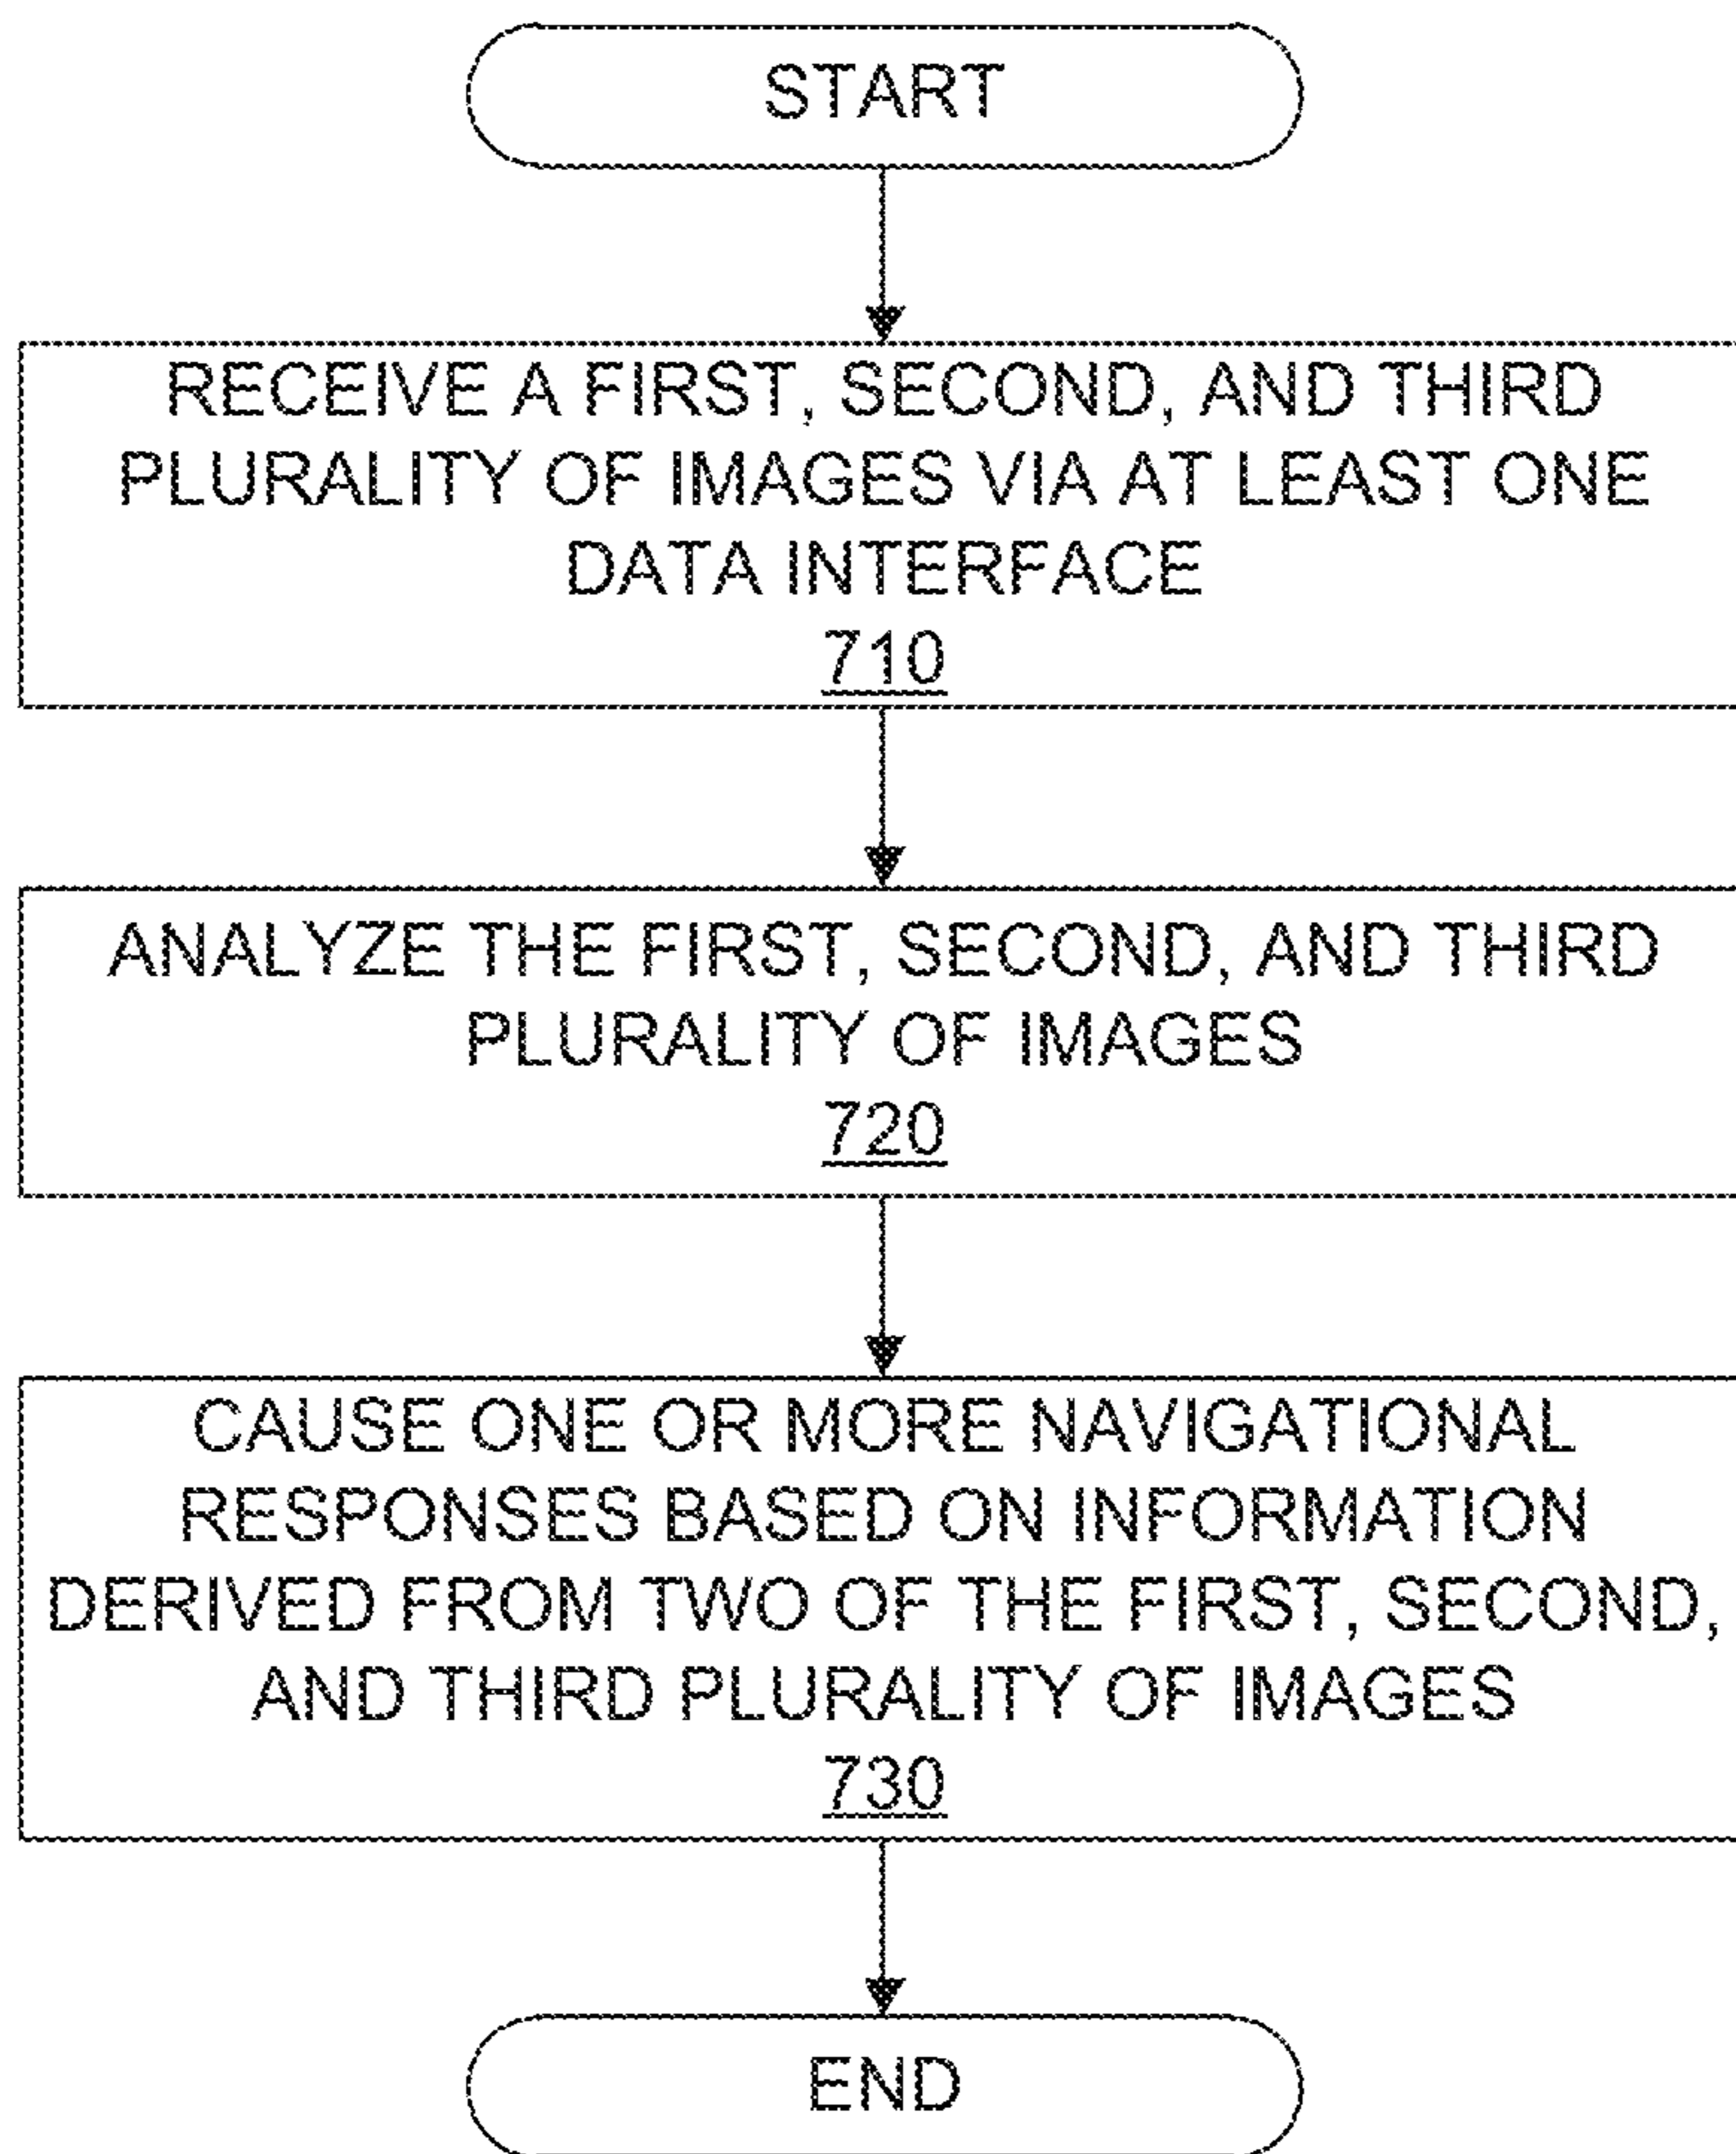 START
RECEIVE A FIRST, SECOND, AND THIRD
PLURALITY OF IMAGES VIA AT LEAST ONE
DATA INTERFACE
710
ANALYZE THE FIRST, SECOND, AND THIRD
PLURALITY OF IMAGES
720
CAUSE ONE OR MORE NAVIGATIONAL
RESPONSES BASED ON INFORMATION
DERIVED FROM TWO OF THE FIRST, SECOND,
AND THIRD PLURALITY OF IMAGES
730
END